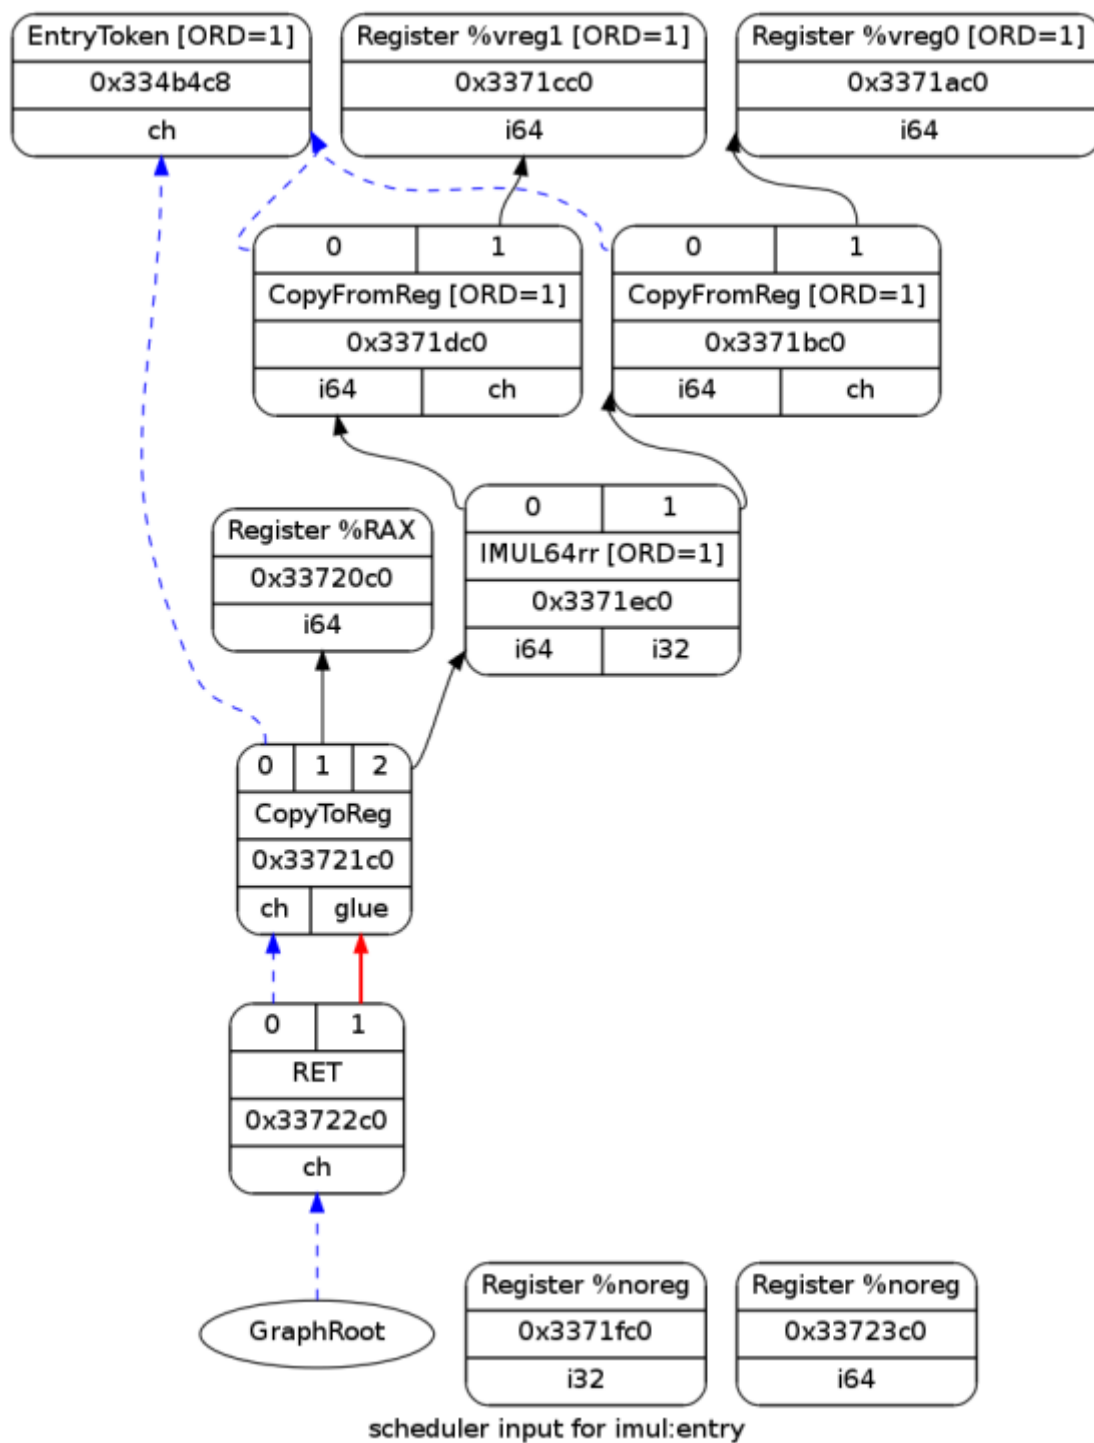 EntryToken [ORD=1]
0x334b4c8
ch
Register %vreg1 [ORD=1]
0x3371cc0
i64
Register %vreg0 [ORD=1]
0x3371ac0
i64
0 1
CopyFromReg [ORD=1]
0x3371dc0
i64 ch
0 1
CopyFromReg [ORD=1]
0x3371bc0
i64 ch
Register %RAX
0x33720c0
i64
0 1
IMUL64rr [ORD=1]
0x3371ec0
i64 i32
0 1 2
CopyToReg
0x33721c0
ch glue
0 1
RET
0x33722c0
ch
GraphRoot
Register %noreg
0x3371fc0
i32
Register %noreg
0x33723c0
i64
scheduler input for imul:entry